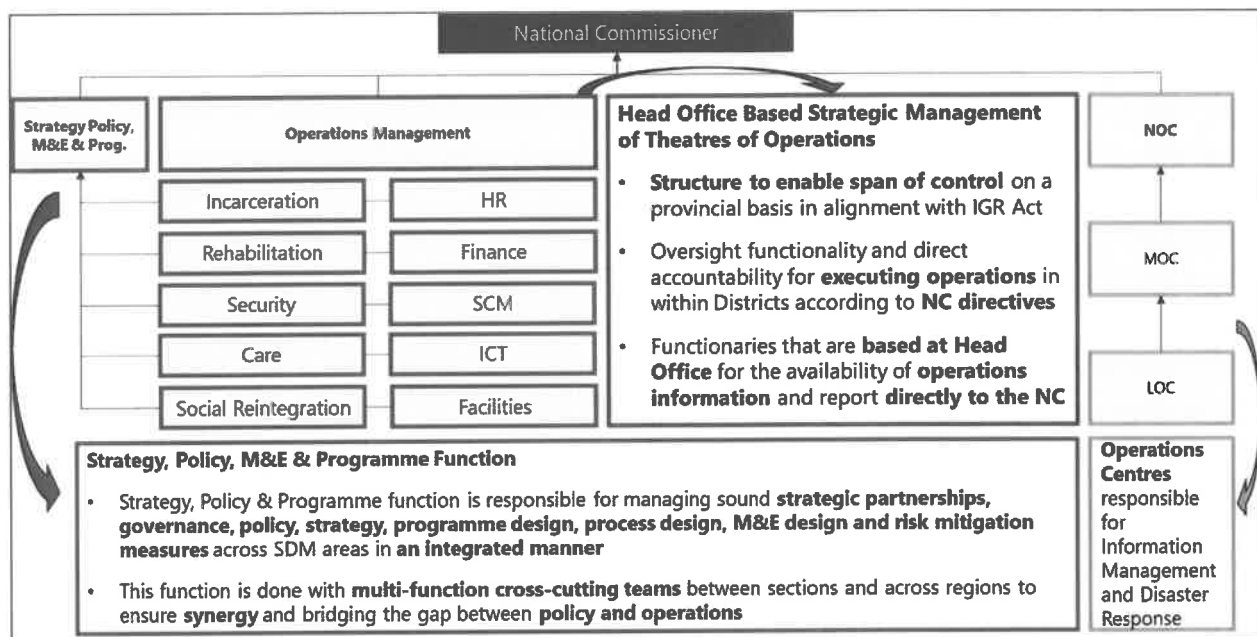 National Commissioner
Strategy Policy,
M&E & Prog.
Operations Management
Incarceration
HR
Rehabilitation
Finance
Security
SCM
Care
ICT
Social Reintegration
Facilities
Head Office Based Strategic Management
of Theatres of Operations
• Structure to enable span of control on a
provincial basis in alignment with IGR Act
• Oversight functionality and direct
accountability for executing operations in
within Districts according to NC directives
• Functionaries that are based at Head
Office for the availability of operations
information and report directly to the NC
NOC
MOC
LOC
Strategy, Policy, M&E & Programme Function
• Strategy, Policy & Programme function is responsible for managing sound strategic partnerships,
governance, policy, strategy, programme design, process design, M&E design and risk mitigation
measures across SDM areas in an integrated manner
• This function is done with multi-function cross-cutting teams between sections and across regions to
ensure synergy and bridging the gap between policy and operations
Operations
Centres
responsible
for
Information
Management
and Disaster
Response